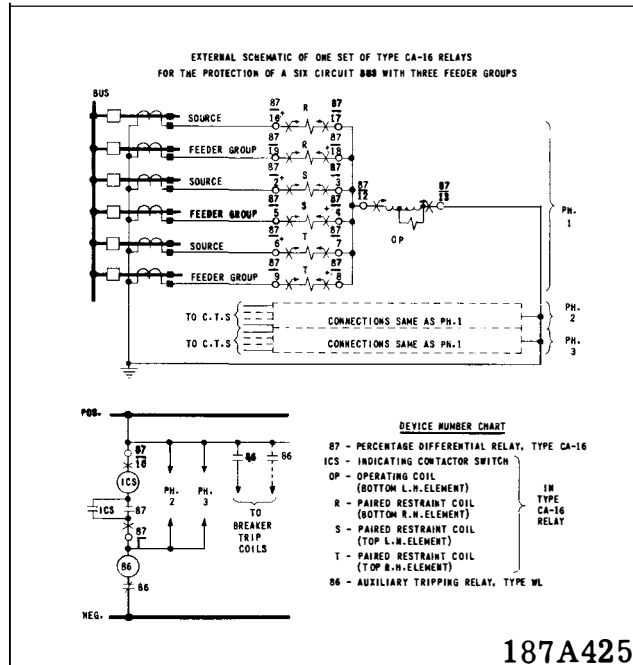 EXTERNAL SCHEMATIC OF ONE SET OF TYPE CA-16 RELAYS
FOR THE PROTECTION OF A SIX CIRCUIT BUS WITH THREE FEEDER GROUPS
BUS
SOURCE 87 16 + R 87 17
FEEDER GROUP 87 19 R + 87 18
SOURCE 87 2 + S 87 3
FEEDER GROUP 87 5 S + 87 4
SOURCE 87 6 + T 87 7
FEEDER GROUP 87 9 T + 87 8
87 12
87 13
OP
PH. 1
TO C.T.S CONNECTIONS SAME AS PH.1 PH. 2
TO C.T.S CONNECTIONS SAME AS PH.1 PH. 3
POS.
87
10
ICS
ICS
87
87
1
86
86
NEG.
PH. 2
PH. 3
86
86
TO
BREAKER
TRIP
COILS
DEVICE NUMBER CHART
87 - PERCENTAGE DIFFERENTIAL RELAY, TYPE CA-16
ICS - INDICATING CONTACTOR SWITCH
OP - OPERATING COIL
(BOTTOM L.H.ELEMENT)
R - PAIRED RESTRAINT COIL
(BOTTOM R.H.ELEMENT)
S - PAIRED RESTRAINT COIL
(TOP L.H.ELEMENT)
T - PAIRED RESTRAINT COIL
(TOP R.H.ELEMENT)
IN
TYPE
CA-16
RELAY
86 - AUXILIARY TRIPPING RELAY, TYPE WL
187A425